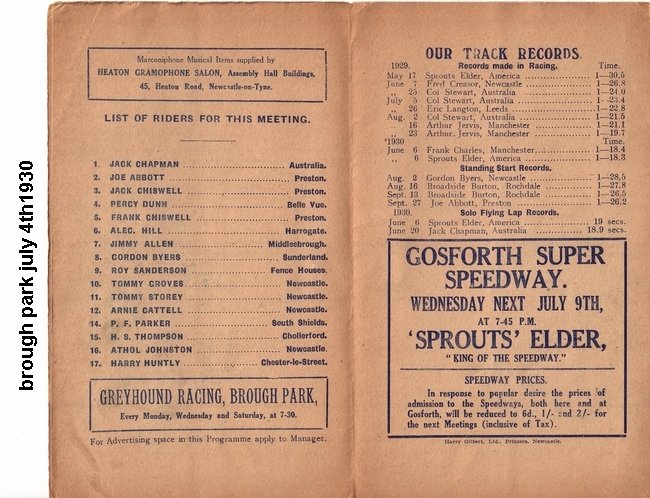 brough park july 4th1930
Marconiphone Musical Items supplied by
HEATON GRAMOPHONE SALON, Assembly Hall Buildings,
45, Heaton Road, Newcastle-on-Tyne.
LIST OF RIDERS FOR THIS MEETING.
1. JACK CHAPMAN ... Australia.
2. JOE ABBOTT ... Preston.
3. JACK CHISWELL ... Preston.
4. PERCY DUNN ... Belle Vue.
5. FRANK CHISWELL ... Preston.
6. ALEC. HILL ... Harrogate.
7. JIMMY ALLEN ... Middlesbrough.
8. GORDON BYERS ... Sunderland.
9. ROY SANDERSON ... Fence Houses.
10. TOMMY GROVES ... Newcastle.
11. TOMMY STOREY ... Newcastle.
12. ARNIE CATTELL ... Newcastle.
14. P. F. PARKER ... South Shields.
15. H. S. THOMPSON ... Chollerford.
16. ATHOL JOHNSTON ... Newcastle.
17. HARRY HUNTLY ... Chester-le-Street.
GREYHOUND RACING, BROUGH PARK,
Every Monday, Wednesday and Saturday, at 7-30.
For Advertising space in this Programme apply to Manager.
OUR TRACK RECORDS.
1929. Records made in Racing. Time.
May 17 Sprouts Elder, America ... 1—30.5
June 7 Fred Creasor, Newcastle ... 1—26.8
„ 25 Col Stewart, Australia ... 1—24.0
July 5 Col Stewart, Australia ... 1—23.4
„ 26 Eric Langton, Leeds ... 1—22.8
Aug. 2 Col Stewart, Australia ... 1—21.5
16 Arthur Jervis, Manchester ... 1—21.1
„ 23 Arthur Jervis, Manchester ... 1—19.7
1930 Time.
June 6 Frank Charles, Manchester ... 1—18.4
„ 6 Sprouts Elder, America ... 1—18.3
Standing Start Records.
Aug. 2 Gordon Byers, Newcastle ... 1—28.5
Aug. 16 Broadside Burton, Rochdale ... 1—27.8
Sept. 13 Broadside Burton, Rochdale ... 1—26.5
Sept. 27 Joe Abbott, Preston ... 1—26.2
1930. Solo Flying Lap Records.
June 6 Sprouts Elder, America ... 19 secs.
June 20 Jack Chapman, Australia ... 18.9 secs.
GOSFORTH SUPER
SPEEDWAY.
WEDNESDAY NEXT JULY 9TH,
AT 7-45 P.M.
'SPROUTS' ELDER,
"KING OF THE SPEEDWAY."
SPEEDWAY PRICES.
In response to popular desire the prices of
admission to the Speedways, both here and at
Gosforth, will be reduced to 6d., 1/- and 2/- for
the next Meetings (inclusive of Tax).
Harry Gilbert, Ltd., Printers, Newcastle.